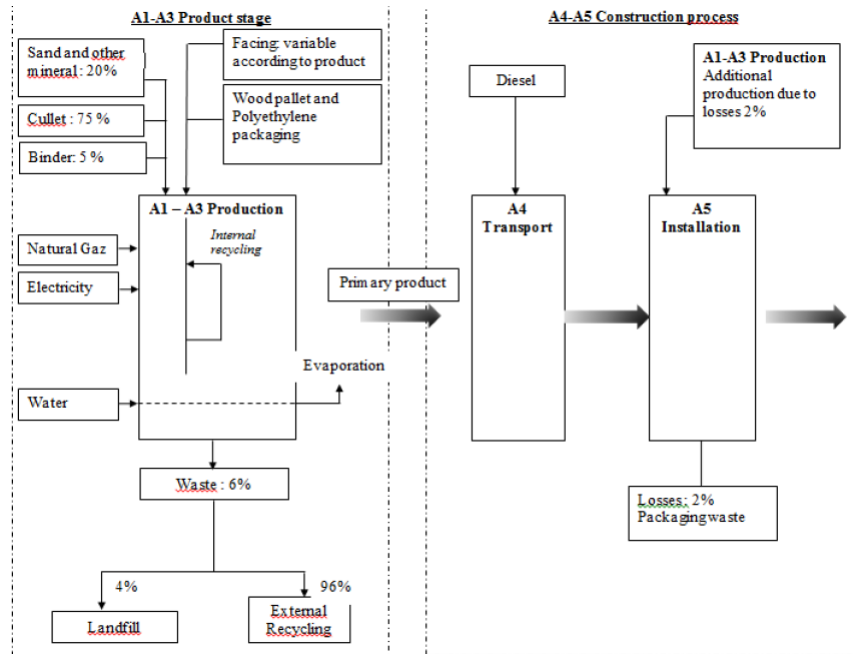 A1-A3 Product stage
Sand and other
mineral: 20%
Cullet : 75 %
Binder: 5 %
Facing: variable
according to product
Wood pallet and
Polyethylene
packaging
A1 – A3 Production
Internal
recycling
Natural Gaz
Electricity
Water
Evaporation
Primary product
Waste : 6%
4%
96%
Landfill
External
Recycling
A4-A5 Construction process
Diesel
A1-A3 Production
Additional
production due to
losses 2%
A4
Transport
A5
Installation
Losses: 2%
Packaging waste